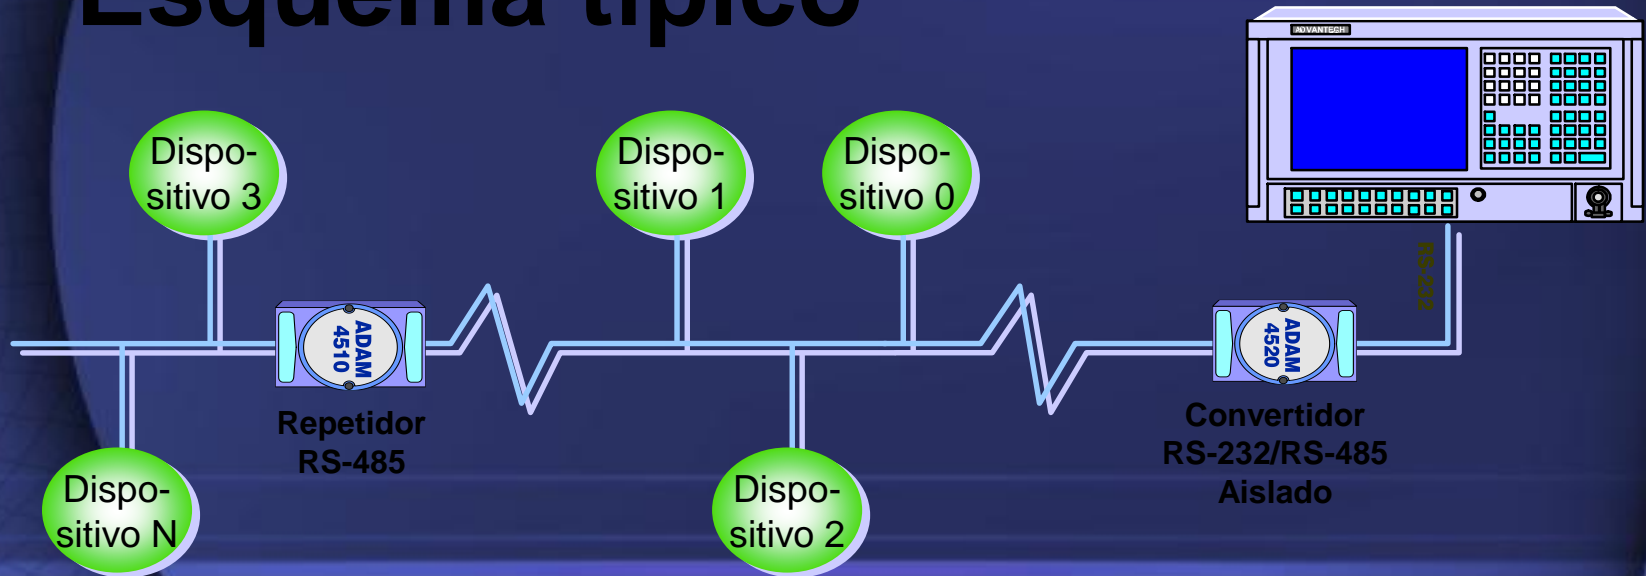 Esquema típico
ADVANTECH
Dispo-
sitivo 3
Dispo-
sitivo 1
Dispo-
sitivo 0
RS-232
ADAM
4510
ADAM
4520
Repetidor
RS-485
Convertidor
RS-232/RS-485
Aislado
Dispo-
sitivo N
Dispo-
sitivo 2